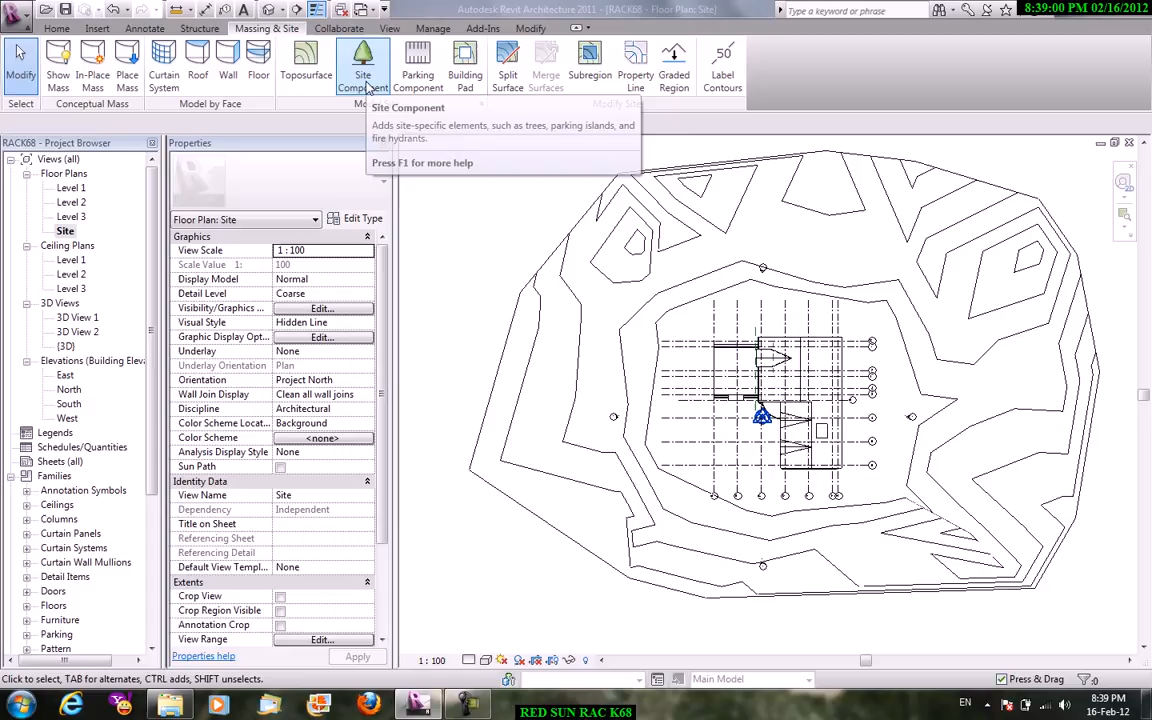 Autodesk Revit Architecture 2011 - [RACK68 - Floor Plan: Site]
Type a keyword or phrase
8:39:00 PM 02/16/2012
Home Insert Annotate Structure Massing & Site Collaborate View Manage Add-Ins Modify
Modify
Show Mass
In-Place Mass
Place Mass
Curtain System
Roof
Wall
Floor
Toposurface
Site Component
Parking Component
Building Pad
Split Surface
Merge Surfaces
Subregion
Property Line
Graded Region
Label Contours
Select
Conceptual Mass
Model by Face
Site Component
Adds site-specific elements, such as trees, parking islands, and
fire hydrants.
Press F1 for more help
RACK68 - Project Browser
Views (all)
Floor Plans
Level 1
Level 2
Level 3
Site
Ceiling Plans
Level 1
Level 2
Level 3
3D Views
3D View 1
3D View 2
{3D}
Elevations (Building Eleva
East
North
South
West
Legends
Schedules/Quantities
Sheets (all)
Families
Annotation Symbols
Ceilings
Columns
Curtain Panels
Curtain Systems
Curtain Wall Mullions
Detail Items
Doors
Floors
Furniture
Parking
Pattern
Properties
Floor Plan: Site
Edit Type
Graphics
View Scale 1 : 100
Scale Value 1: 100
Display Model Normal
Detail Level Coarse
Visibility/Graphics ... Edit...
Visual Style Hidden Line
Graphic Display Opt... Edit...
Underlay None
Underlay Orientation Plan
Orientation Project North
Wall Join Display Clean all wall joins
Discipline Architectural
Color Scheme Locat... Background
Color Scheme <none>
Analysis Display Style None
Sun Path
Identity Data
View Name Site
Dependency Independent
Title on Sheet
Referencing Sheet
Referencing Detail
Default View Templ... None
Extents
Crop View
Crop Region Visible
Annotation Crop
View Range Edit...
Properties help
Apply
1 : 100
Click to select, TAB for alternates, CTRL adds, SHIFT unselects.
Main Model
Press & Drag
:0
EN
8:39 PM
16-Feb-12
RED SUN RAC K68